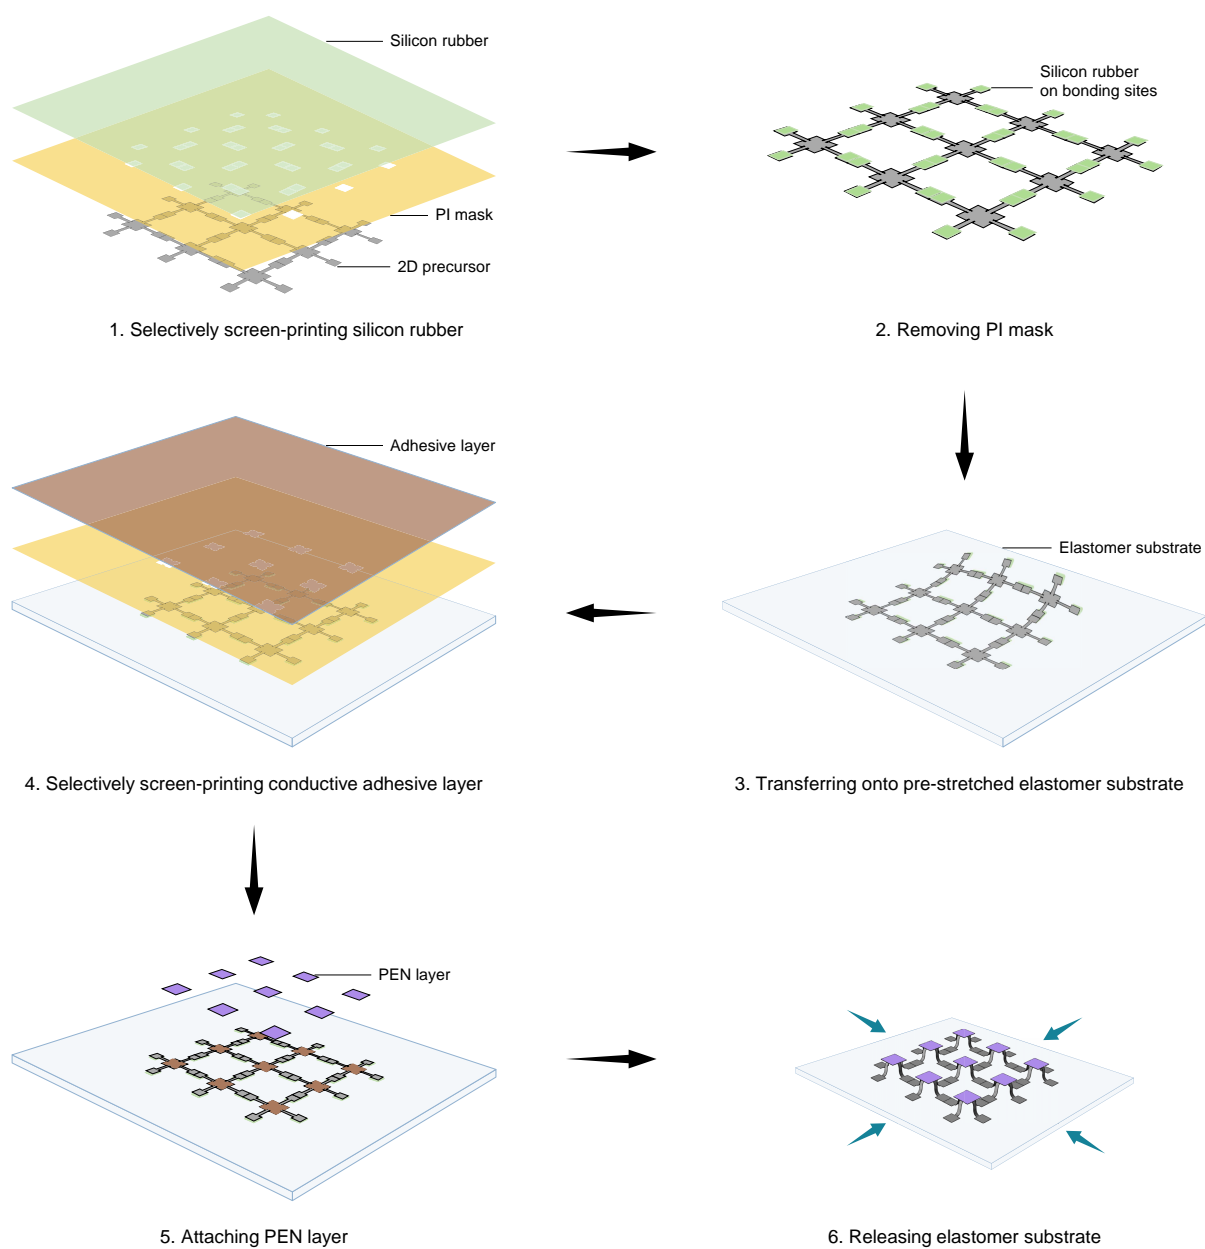 Silicon rubber
PI mask
2D precursor
1. Selectively screen-printing silicon rubber
Silicon rubber
on bonding sites
2. Removing PI mask
Elastomer substrate
3. Transferring onto pre-stretched elastomer substrate
Adhesive layer
4. Selectively screen-printing conductive adhesive layer
PEN layer
5. Attaching PEN layer
6. Releasing elastomer substrate